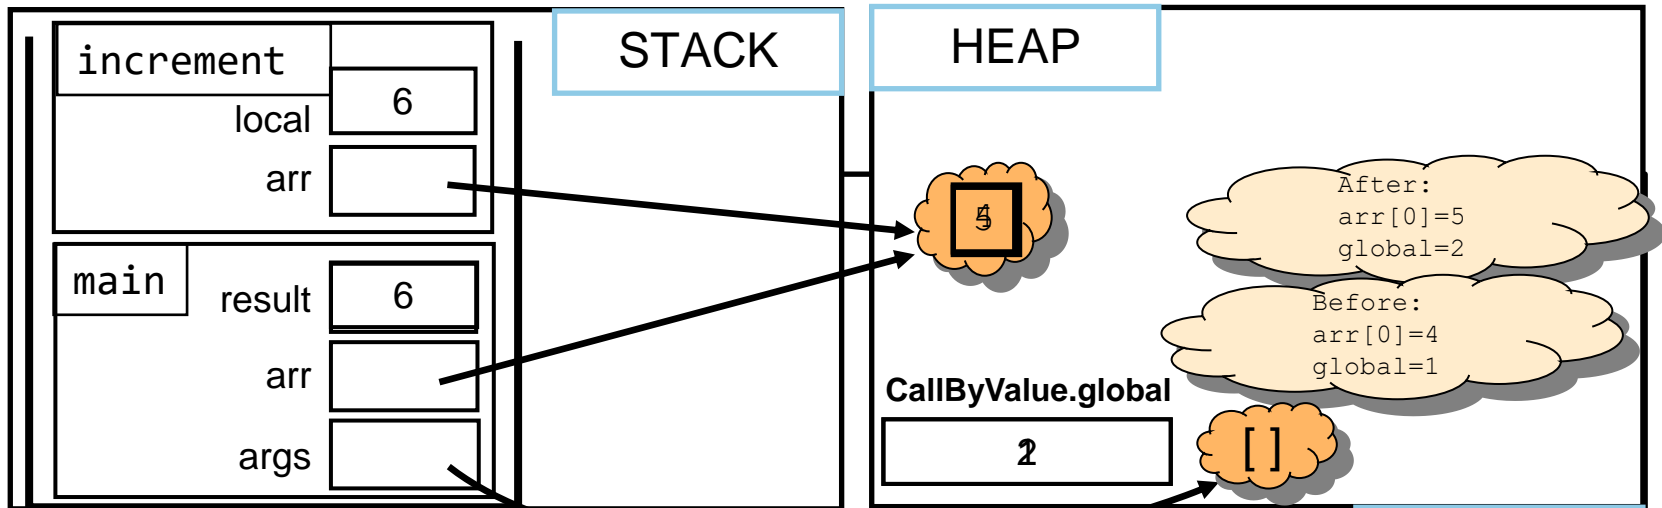 STACK
increment
local
6
arr
main
result
6
arr
args
HEAP
After:
arr[0]=5
global=2
Before:
arr[0]=4
global=1
CallByValue.global
[]